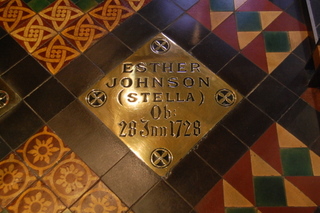 ESTHER
JOHNSON
(STELLA)
Ob:
28 Jan 1728